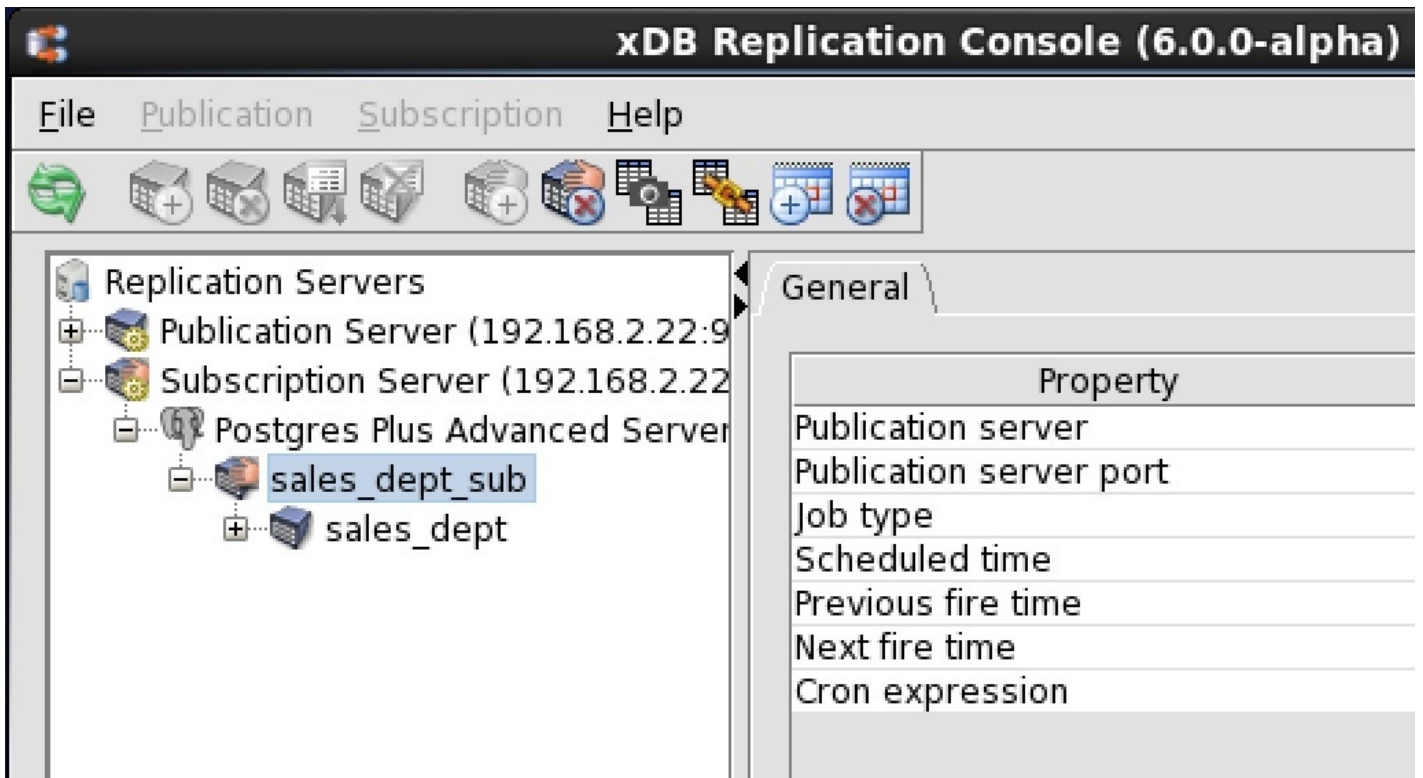 xDB Replication Console (6.0.0-alpha)
File Publication Subscription Help
Replication Servers
Publication Server (192.168.2.22:9
Subscription Server (192.168.2.22
Postgres Plus Advanced Server
sales_dept_sub
sales_dept
General
Property
Publication server
Publication server port
Job type
Scheduled time
Previous fire time
Next fire time
Cron expression